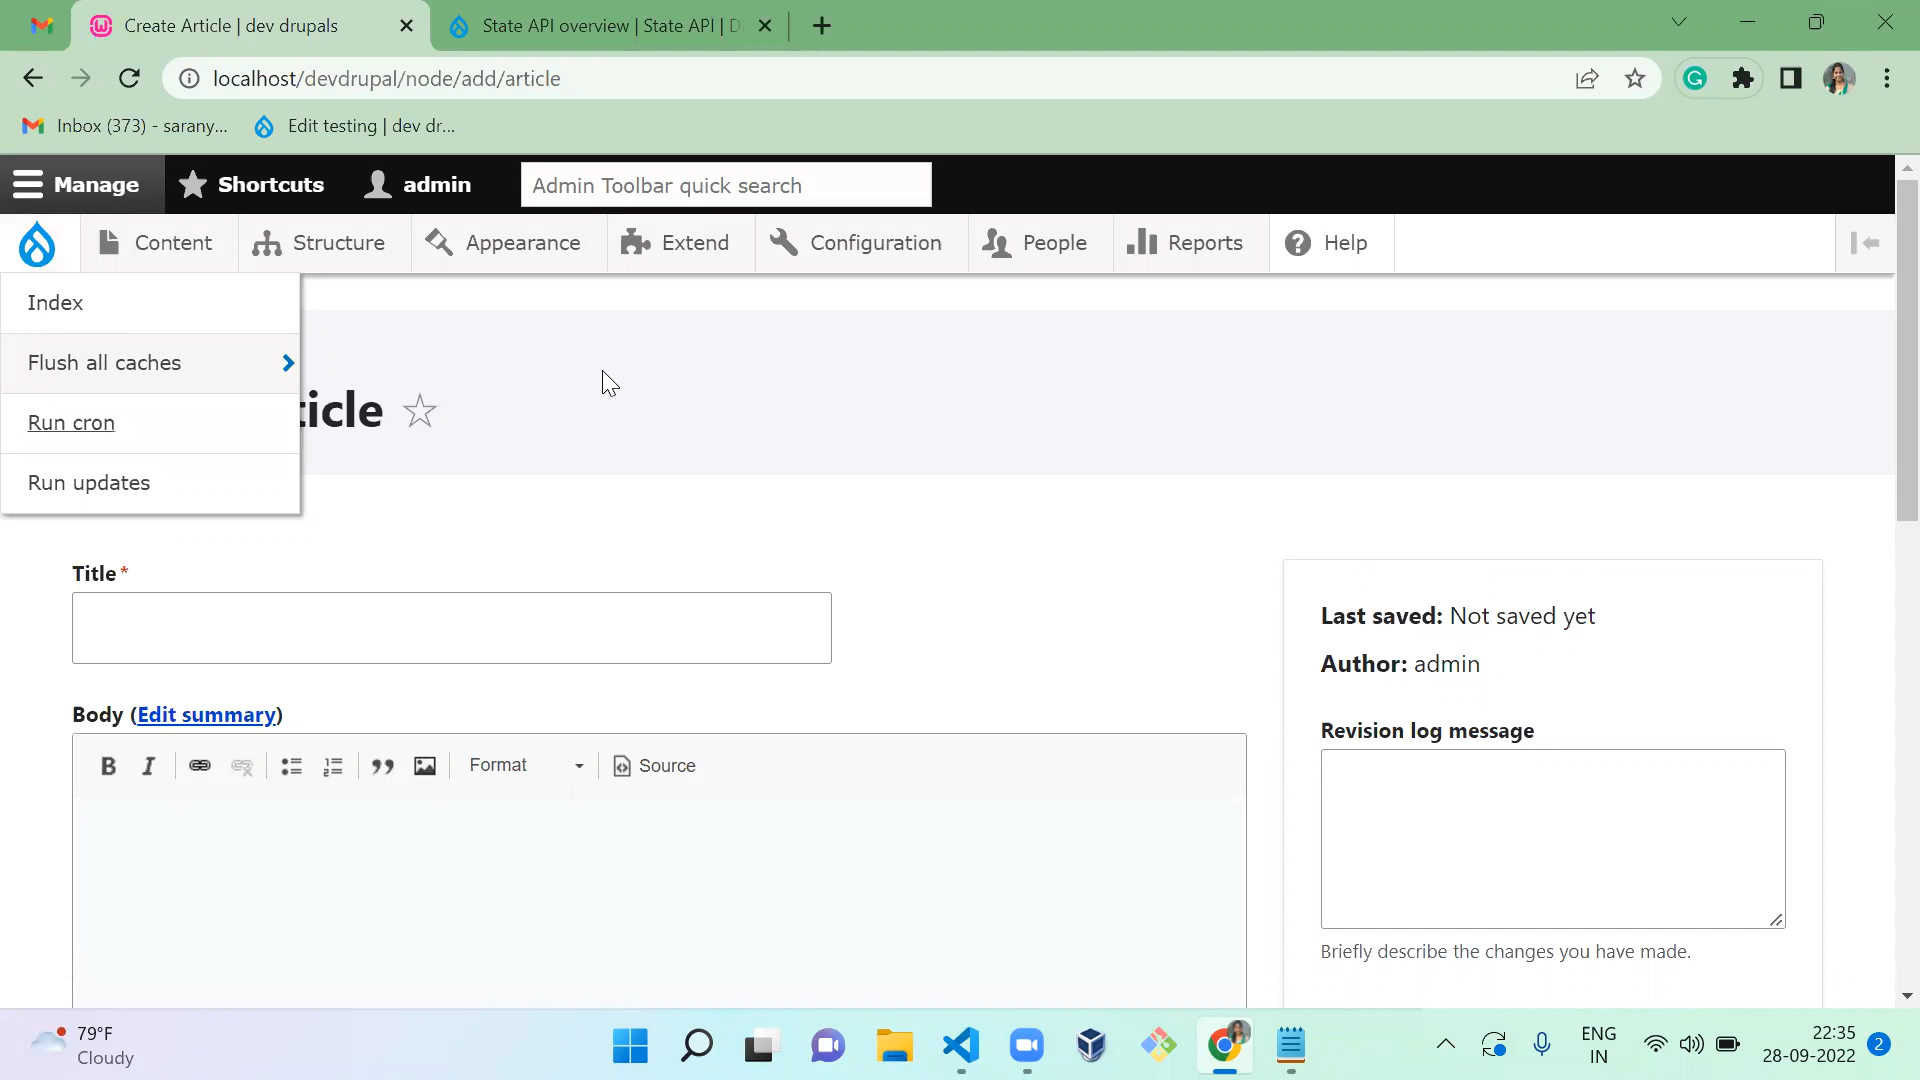 Create Article | dev drupals
State API overview | State API | D
localhost/devdrupal/node/add/article
Inbox (373) - sarany...
Edit testing | dev dr...
Manage
Shortcuts
admin
Admin Toolbar quick search
Content
Structure
Appearance
Extend
Configuration
People
Reports
Help
Index
Flush all caches
Run cron
Run updates
ticle
Title*
Body (Edit summary)
Format
Source
Last saved: Not saved yet
Author: admin
Revision log message
Briefly describe the changes you have made.
79°F
Cloudy
ENG
IN
22:35
28-09-2022
2